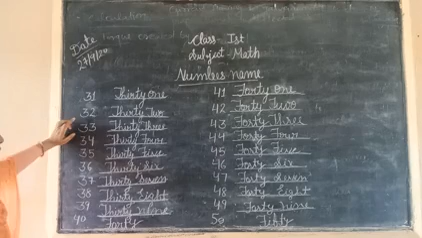 Date
27/9/20
Class - Ist
Subject - Math
Number name
31 Thirty One
32 Thirty Two
33 Thirty Three
34 Thirty Four
35 Thirty Five
36 Thirty Six
37 Thirty Seven
38 Thirty Eight
39 Thirty Nine
40 Forty
41 Forty One
42 Forty Two
43 Forty Three
44 Forty Four
45 Forty Five
46 Forty Six
47 Forty Seven
48 Forty Eight
49 Forty Nine
50 Fifty